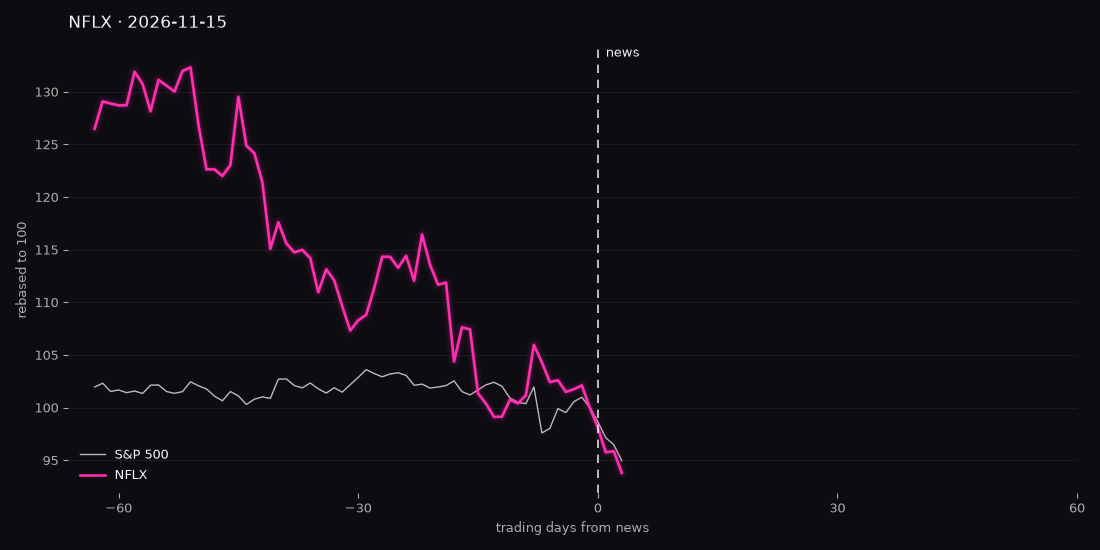 NFLX · 2026-11-15
news
130
125
120
115
110
105
100
95
rebased to 100
S&P 500
NFLX
−60
−30
0
30
60
trading days from news